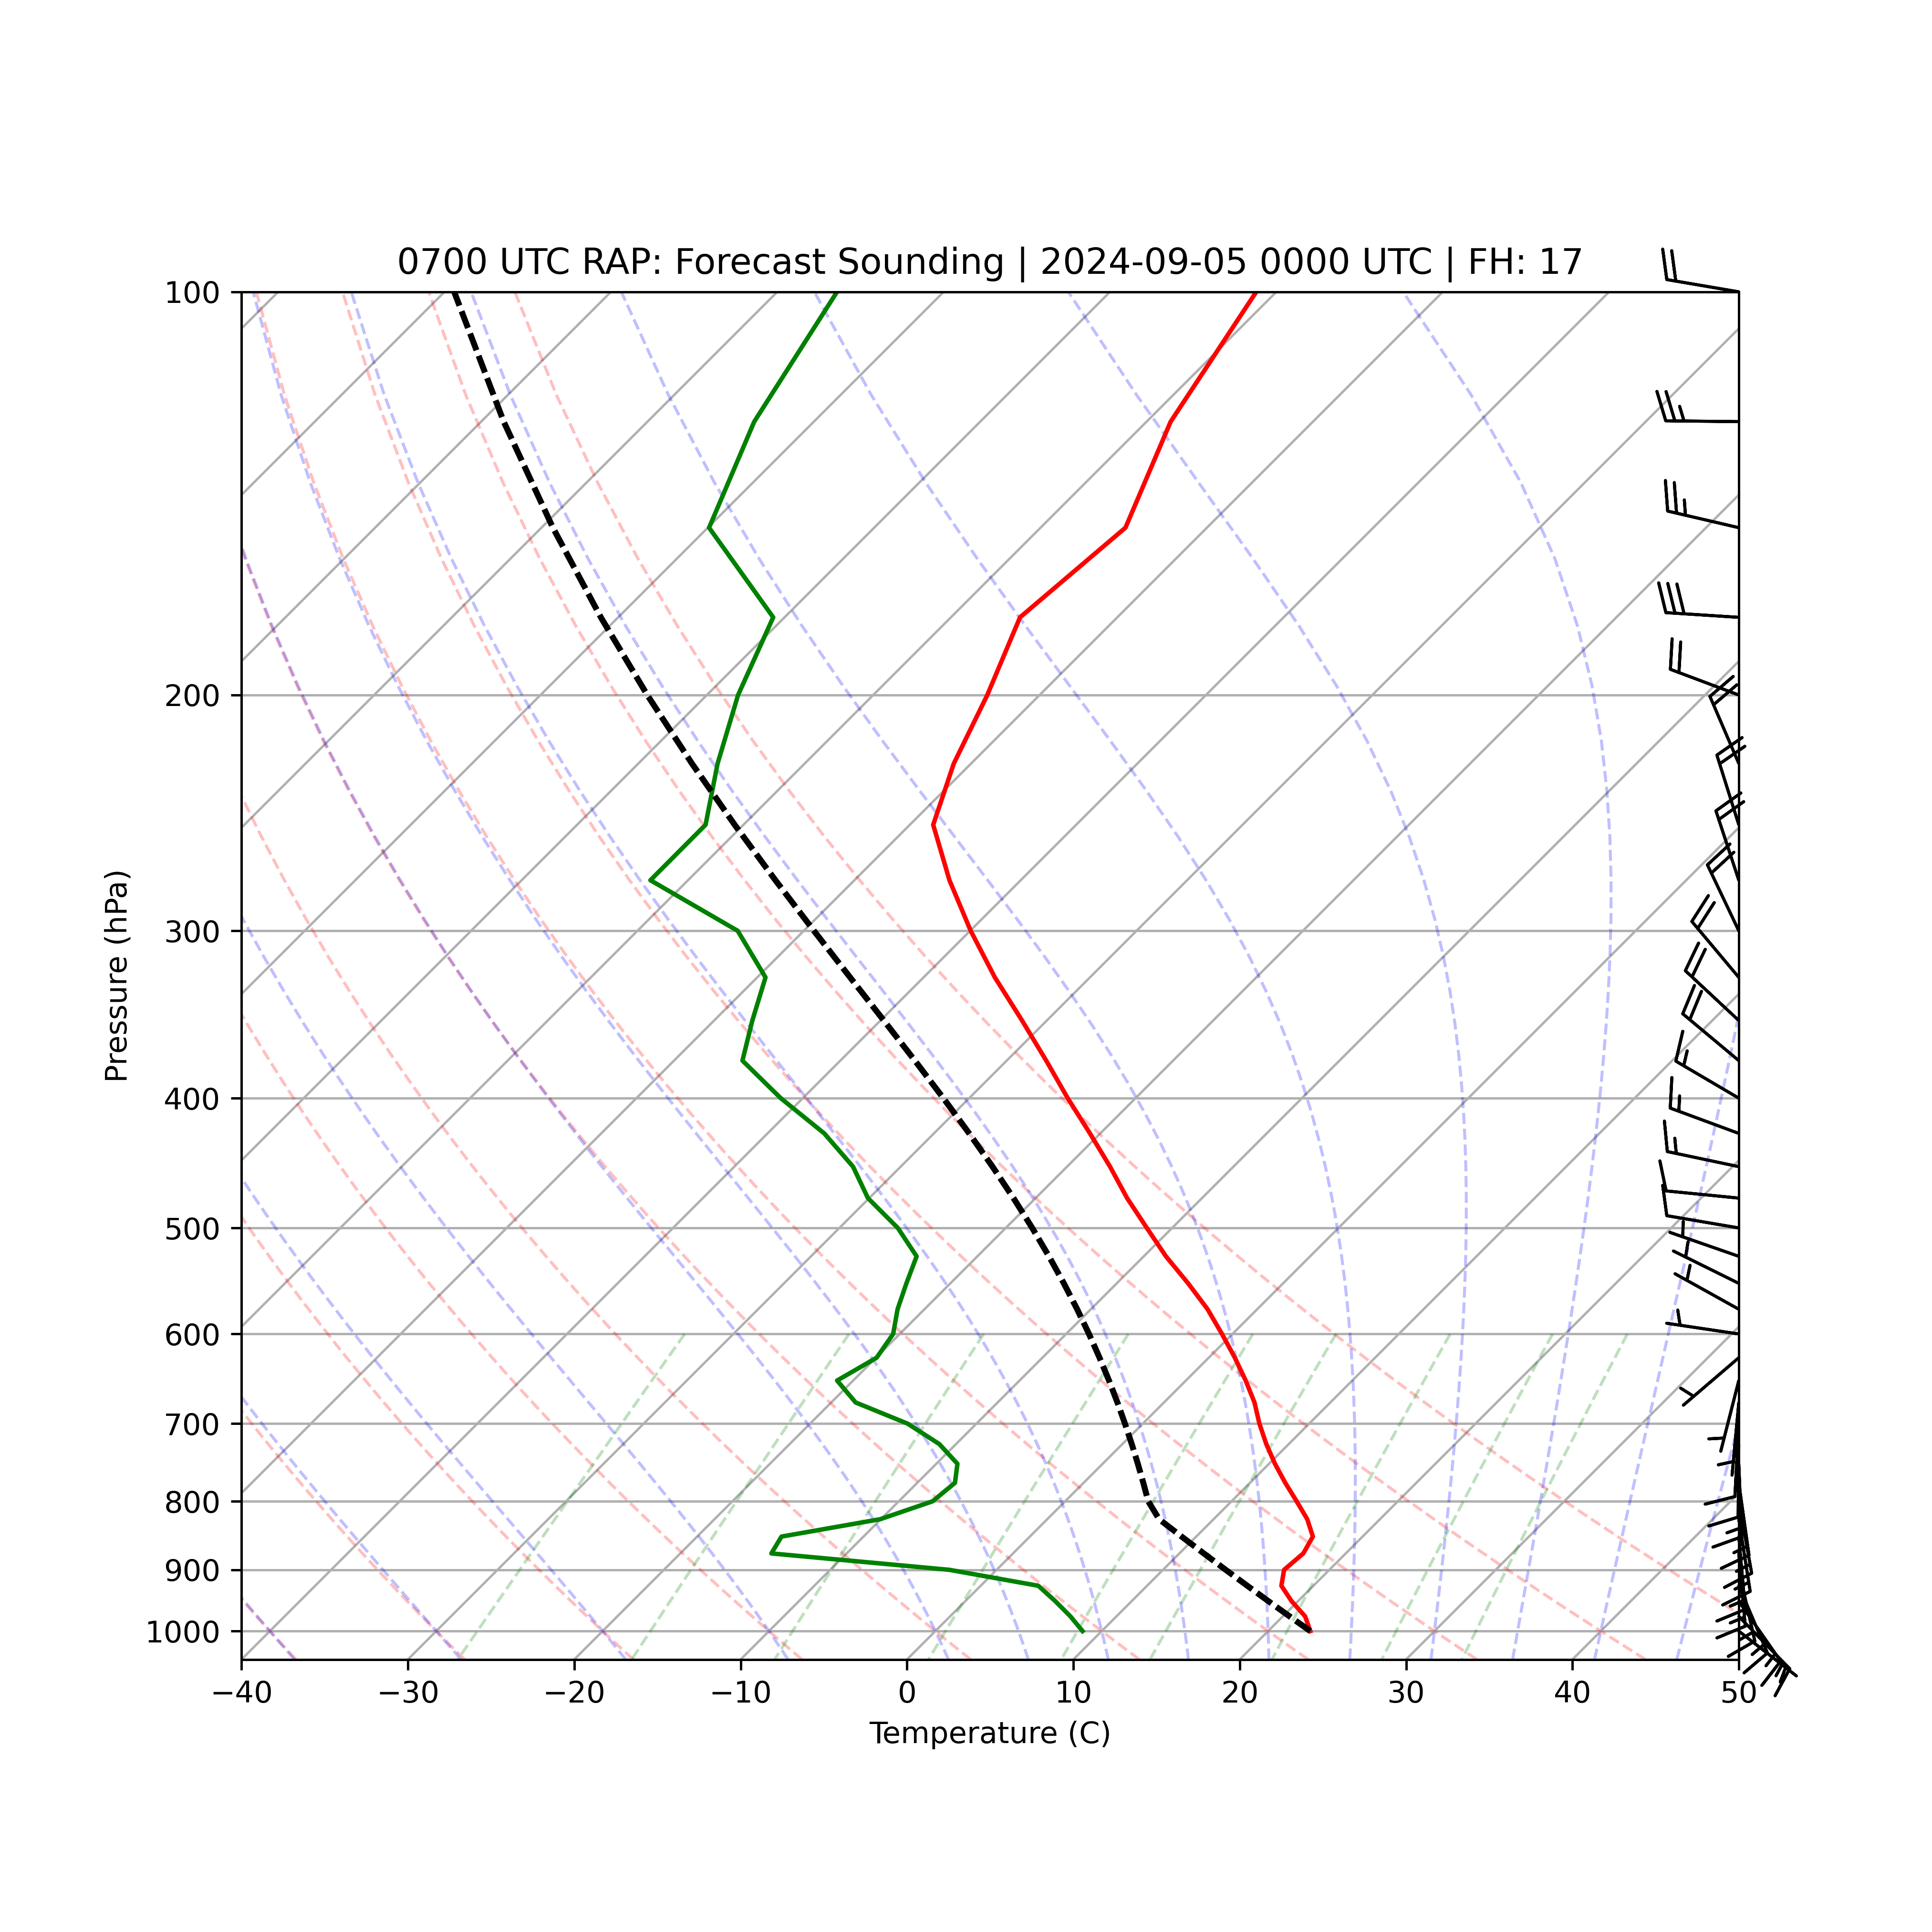 0700 UTC RAP: Forecast Sounding | 2024-09-05 0000 UTC | FH: 17
100
200
300
400
500
600
700
800
900
1000
Pressure (hPa)
−40 −30 −20 −10 0 10 20 30 40 50
Temperature (C)